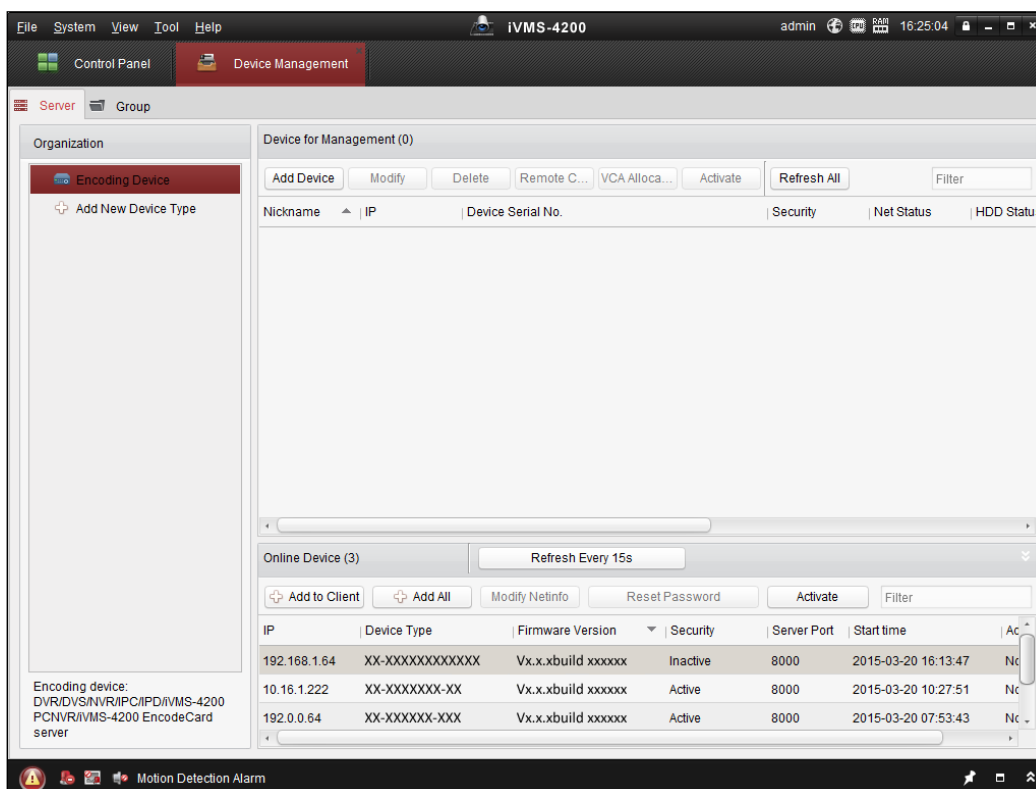 File System View Tool Help iVMS-4200 admin CPU RAM 16:25:04
Control Panel Device Management
Server Group
Organization
Encoding Device
Add New Device Type
Encoding device:
DVR/DVS/NVR/IPC/IPD/iVMS-4200
PCNVR/iVMS-4200 EncodeCard
server
Device for Management (0)
Add Device Modify Delete Remote C... VCA Alloca... Activate Refresh All Filter
Nickname IP Device Serial No. Security Net Status HDD Statu
Online Device (3) Refresh Every 15s
Add to Client Add All Modify Netinfo Reset Password Activate Filter
IP Device Type Firmware Version Security Server Port Start time Ac
192.168.1.64 XX-XXXXXXXXXXXX Vx.x.xbuild xxxxxx Inactive 8000 2015-03-20 16:13:47 No
10.16.1.222 XX-XXXXXXX-XX Vx.x.xbuild xxxxxx Active 8000 2015-03-20 10:27:51 No
192.0.0.64 XX-XXXXXX-XXX Vx.x.xbuild xxxxxx Active 8000 2015-03-20 07:53:43 No
Motion Detection Alarm